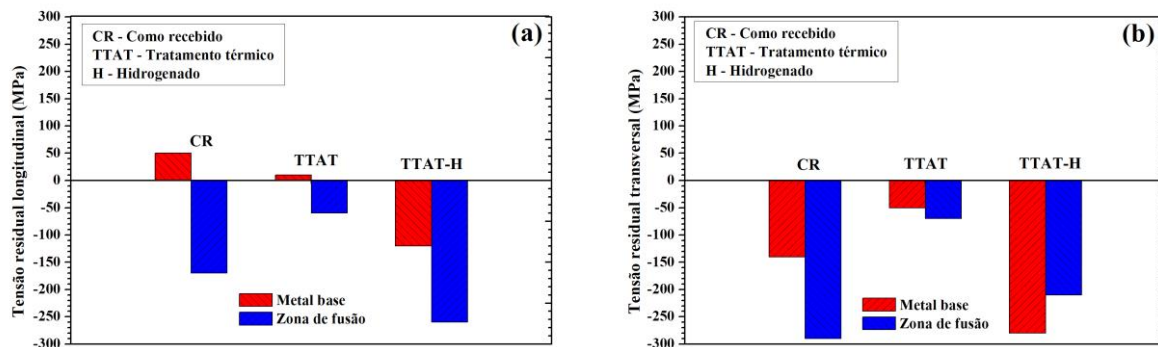 (a)
CR - Como recebido
TTAT - Tratamento térmico
H - Hidrogenado
Tensão residual longitudinal (MPa)
300
250
200
150
100
50
0
-50
-100
-150
-200
-250
-300
CR
TTAT
TTAT-H
Metal base
Zona de fusão
(b)
CR - Como recebido
TTAT - Tratamento térmico
H - Hidrogenado
Tensão residual transversal (MPa)
300
250
200
150
100
50
0
-50
-100
-150
-200
-250
-300
CR
TTAT
TTAT-H
Metal base
Zona de fusão